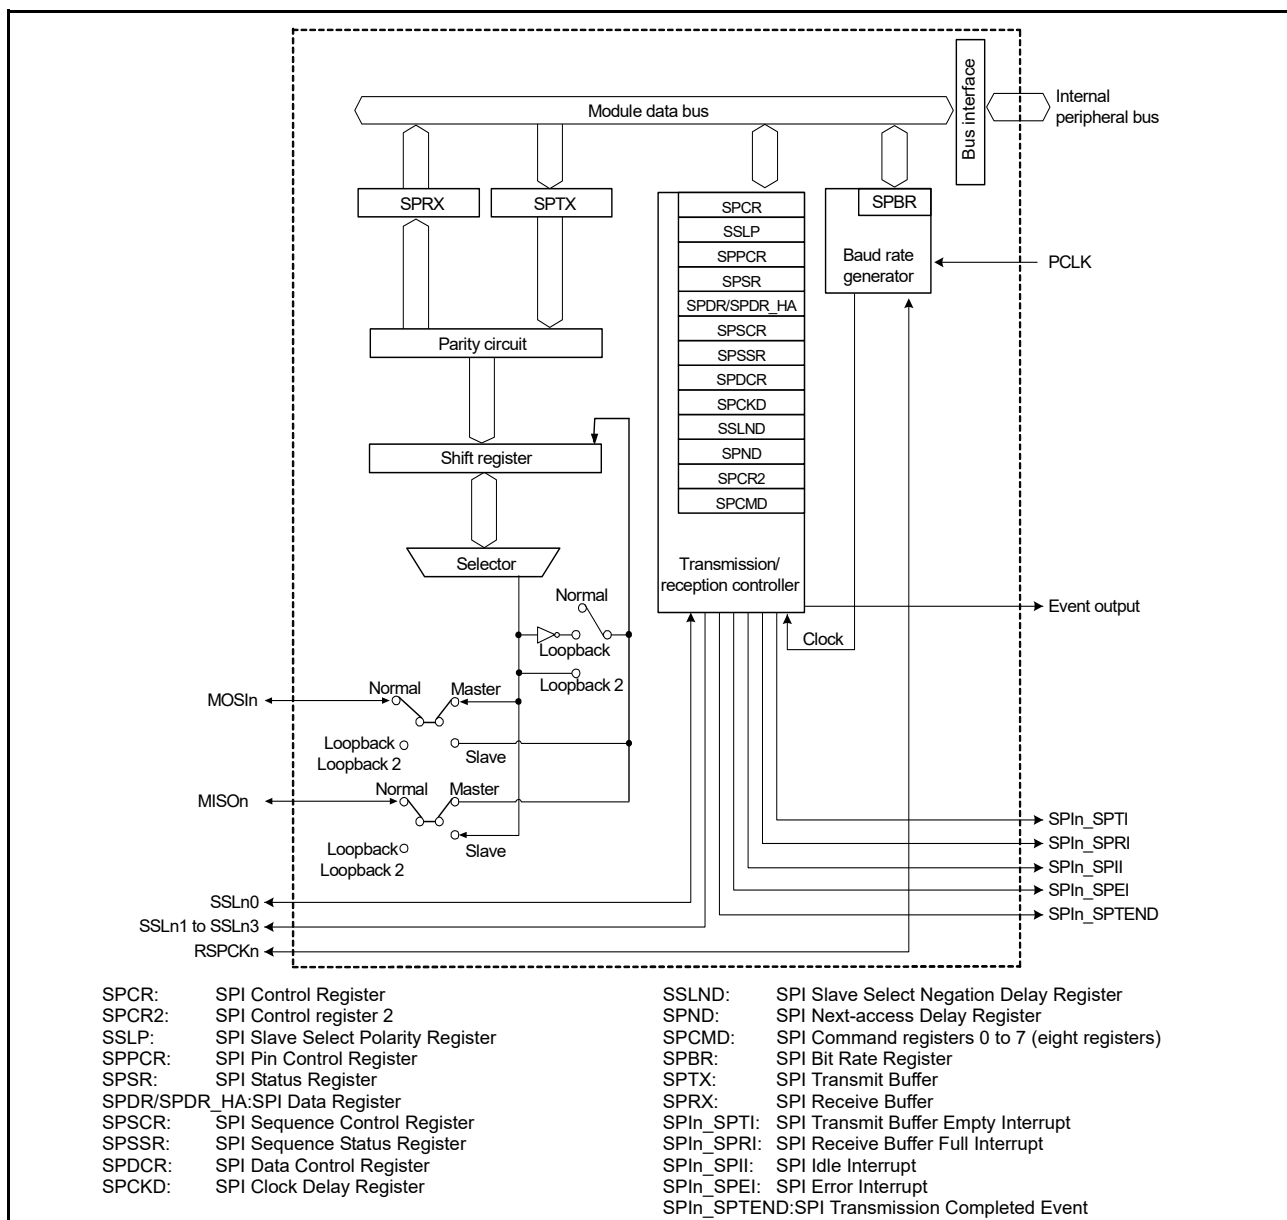 Module data bus
Bus interface
Internal
peripheral bus
SPRX
SPTX
SPCR
SSLP
SPPCR
SPSR
SPDR/SPDR_HA
SPSCR
SPSSR
SPDCR
SPCKD
SSLND
SPND
SPCR2
SPCMD
Transmission/
reception controller
SPBR
Baud rate
generator
PCLK
Parity circuit
Shift register
Selector
Normal
Loopback
Loopback 2
Clock
Event output
MOSIn
Normal
Master
Loopback
Loopback 2
Slave
MISOn
Normal
Master
Loopback
Loopback 2
Slave
SSLn0
SSLn1 to SSLn3
RSPCKn
SPIn_SPTI
SPIn_SPRI
SPIn_SPII
SPIn_SPEI
SPIn_SPTEND
SPCR: SPI Control Register
SPCR2: SPI Control register 2
SSLP: SPI Slave Select Polarity Register
SPPCR: SPI Pin Control Register
SPSR: SPI Status Register
SPDR/SPDR_HA:SPI Data Register
SPSCR: SPI Sequence Control Register
SPSSR: SPI Sequence Status Register
SPDCR: SPI Data Control Register
SPCKD: SPI Clock Delay Register
SSLND: SPI Slave Select Negation Delay Register
SPND: SPI Next-access Delay Register
SPCMD: SPI Command registers 0 to 7 (eight registers)
SPBR: SPI Bit Rate Register
SPTX: SPI Transmit Buffer
SPRX: SPI Receive Buffer
SPIn_SPTI: SPI Transmit Buffer Empty Interrupt
SPIn_SPRI: SPI Receive Buffer Full Interrupt
SPIn_SPII: SPI Idle Interrupt
SPIn_SPEI: SPI Error Interrupt
SPIn_SPTEND:SPI Transmission Completed Event